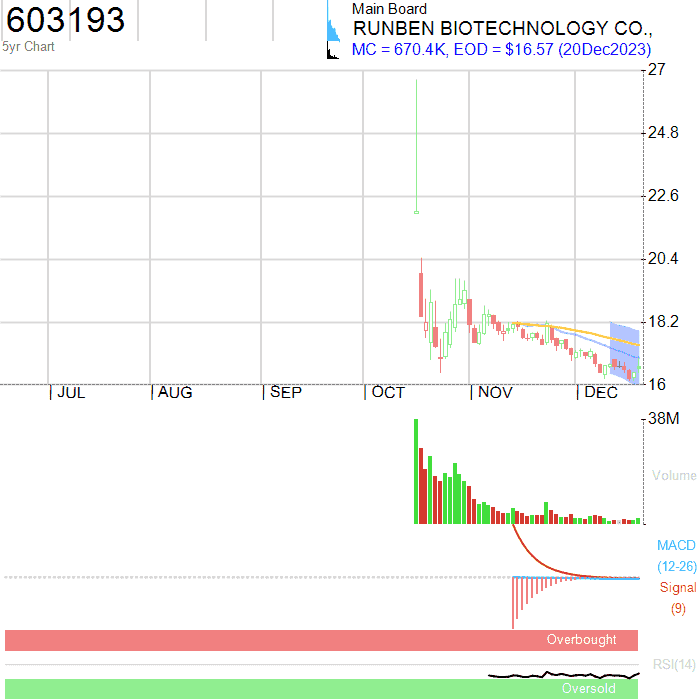 603193
5yr Chart
Main Board
RUNBEN BIOTECHNOLOGY CO.,
MC = 670.4K, EOD = $16.57 (20Dec2023)
27
24.8
22.6
20.4
18.2
16
JUL AUG SEP OCT NOV DEC
38M
Volume
MACD
(12-26)
Signal
(9)
Overbought
RSI(14)
Oversold